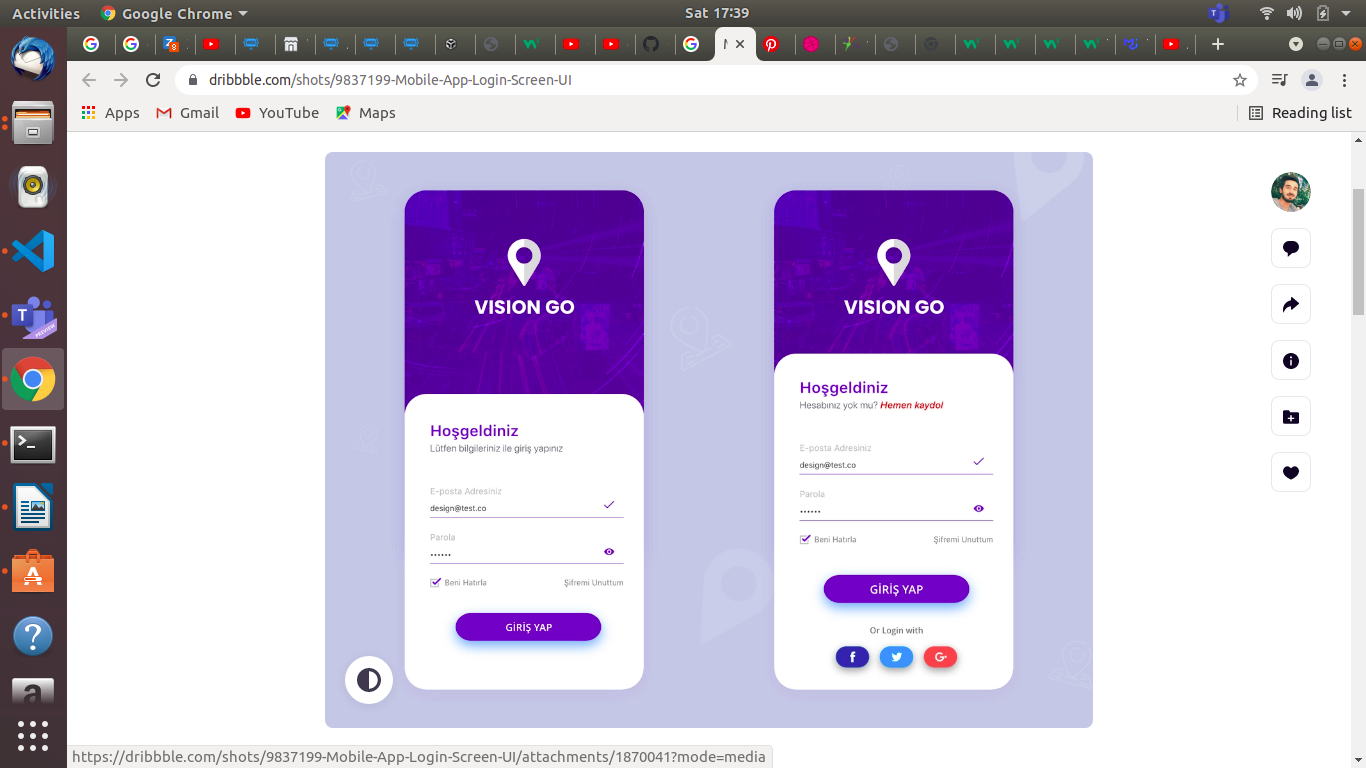 Activities
Google Chrome
Sat 17:39
dribbble.com/shots/9837199-Mobile-App-Login-Screen-UI
Apps
Gmail
YouTube
Maps
Reading list
VISION GO
Hoşgeldiniz
Lütfen bilgileriniz ile giriş yapınız
E-posta Adresiniz
design@test.co
Parola
••••••
Beni Hatırla
Şifremi Unuttum
GİRİŞ YAP
VISION GO
Hoşgeldiniz
Hesabınız yok mu? Hemen kaydol
E-posta Adresiniz
design@test.co
Parola
••••••
Beni Hatırla
Şifremi Unuttum
GİRİŞ YAP
Or Login with
https://dribbble.com/shots/9837199-Mobile-App-Login-Screen-UI/attachments/1870041?mode=media